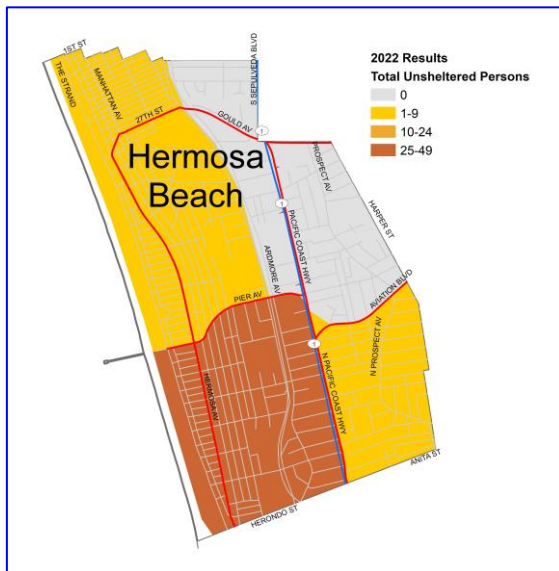 1ST ST
THE STRAND
MANHATTAN AV
27TH ST
GOULD AV
S SEPULVEDA BLVD
1
Hermosa
Beach
PROSPECT AV
HARPER ST
1
PACIFIC COAST HWY
ARDMORE AV
PIER AV
AVIATION BLVD
1
N PROSPECT AV
HERMOSA AV
N PACIFIC COAST HWY
ANITA ST
HERONDO ST
2022 Results
Total Unsheltered Persons
0
1-9
10-24
25-49